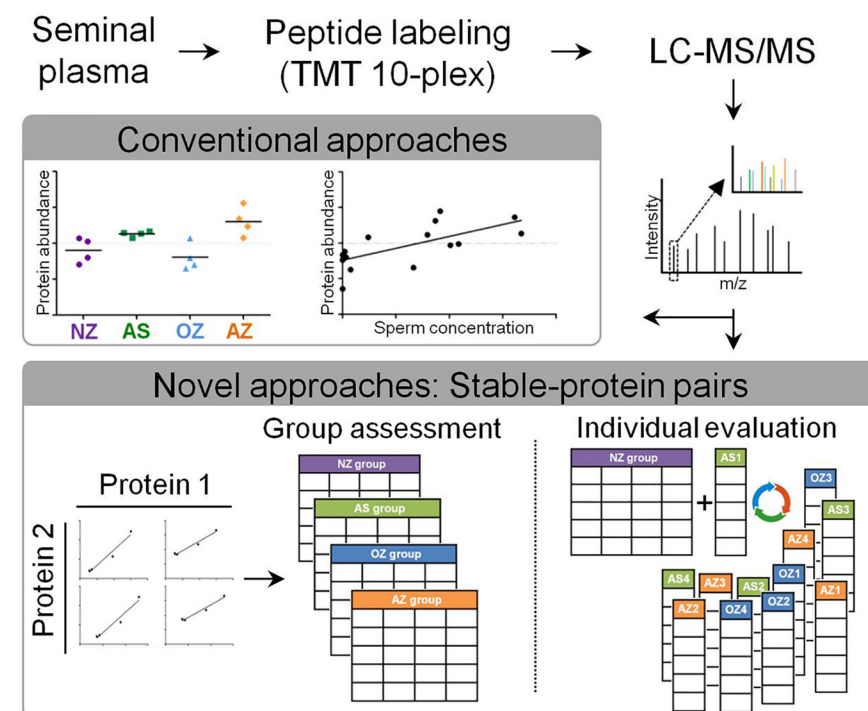 Seminal
plasma
Peptide labeling
(TMT 10-plex)
LC-MS/MS
Conventional approaches
Protein abundance
NZ AS OZ AZ
Protein abundance
Sperm concentration
Intensity
m/z
Novel approaches: Stable-protein pairs
Group assessment
Individual evaluation
Protein 1
Protein 2
NZ group
AS group
OZ group
AZ group
NZ group
+
AS1
OZ3
AS3
AZ4
OZ1
AS4
AZ3
AS2
AZ1
AZ2
OZ4
OZ2